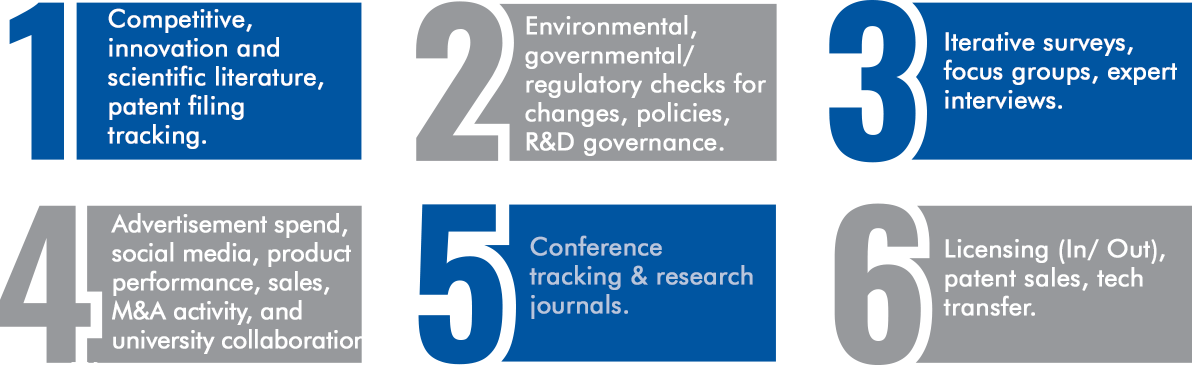 1
Competitive,
innovation and
scientific literature,
patent filing
tracking.
2
Environmental,
governmental/
regulatory checks for
changes, policies,
R&D governance.
3
Iterative surveys,
focus groups, expert
interviews.
4
Advertisement spend,
social media, product
performance, sales,
M&A activity, and
university collaboration
5
Conference
tracking & research
journals.
6
Licensing (In/ Out),
patent sales, tech
transfer.